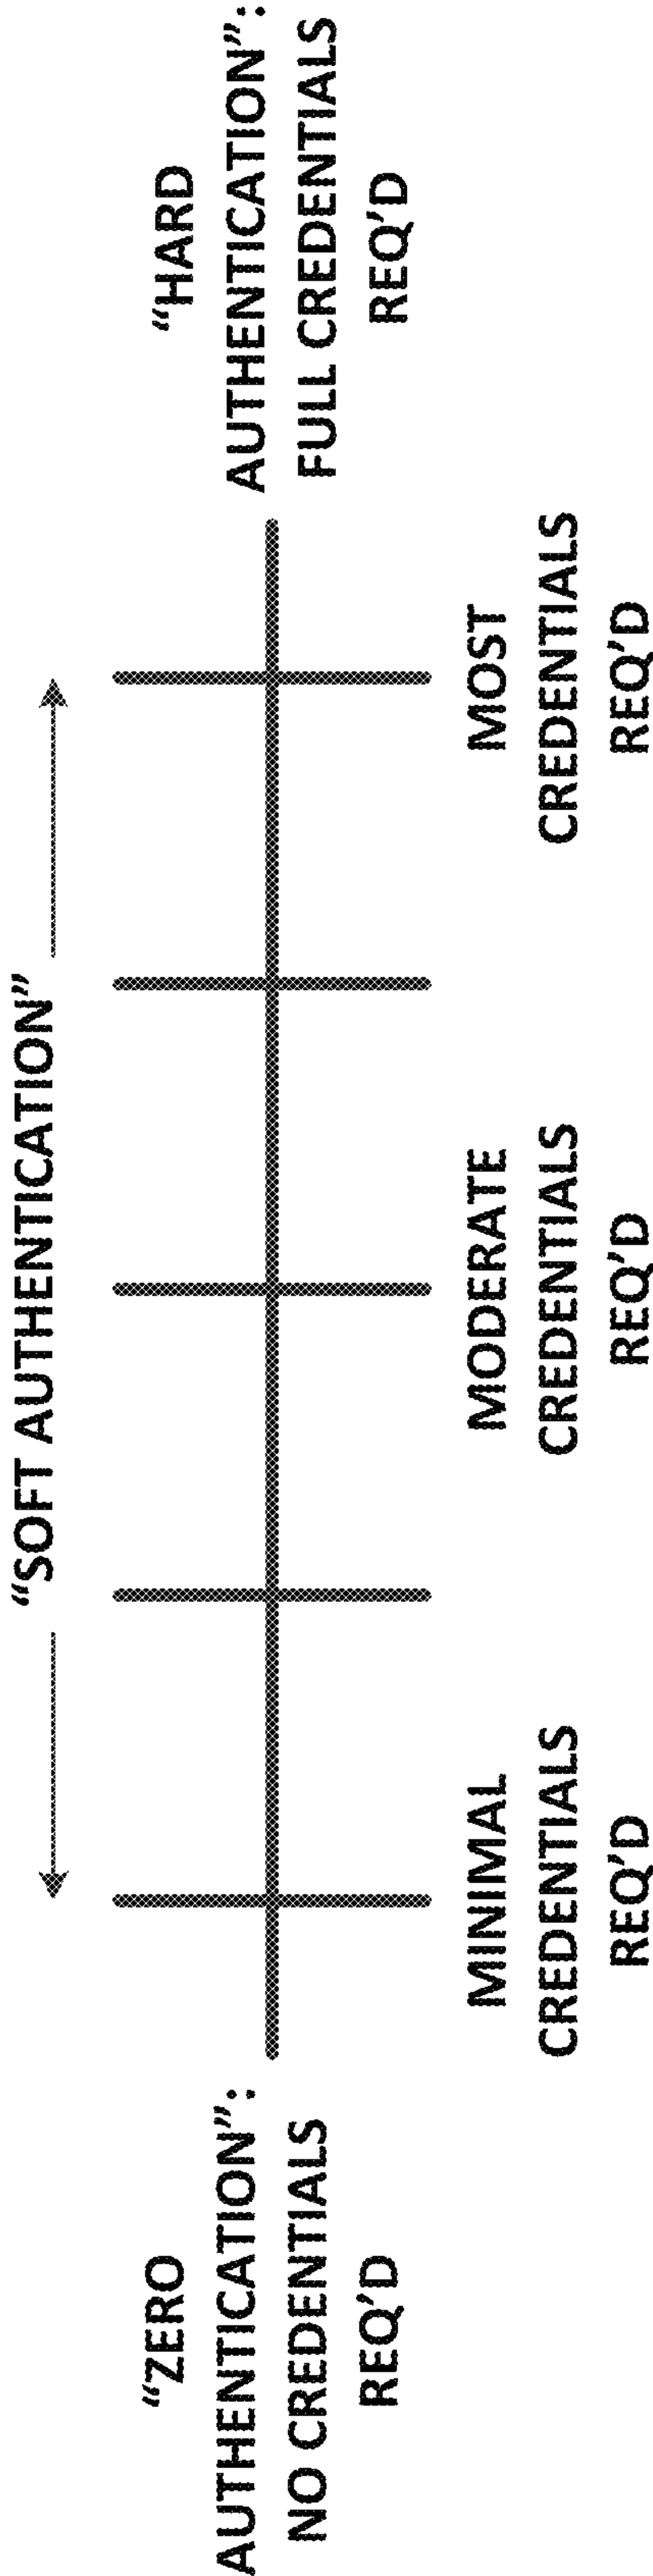 “SOFT AUTHENTICATION”
“ZERO
AUTHENTICATION”:
NO CREDENTIALS
REQ’D
“HARD
AUTHENTICATION”:
FULL CREDENTIALS
REQ’D
MINIMAL
CREDENTIALS
REQ’D
MODERATE
CREDENTIALS
REQ’D
MOST
CREDENTIALS
REQ’D